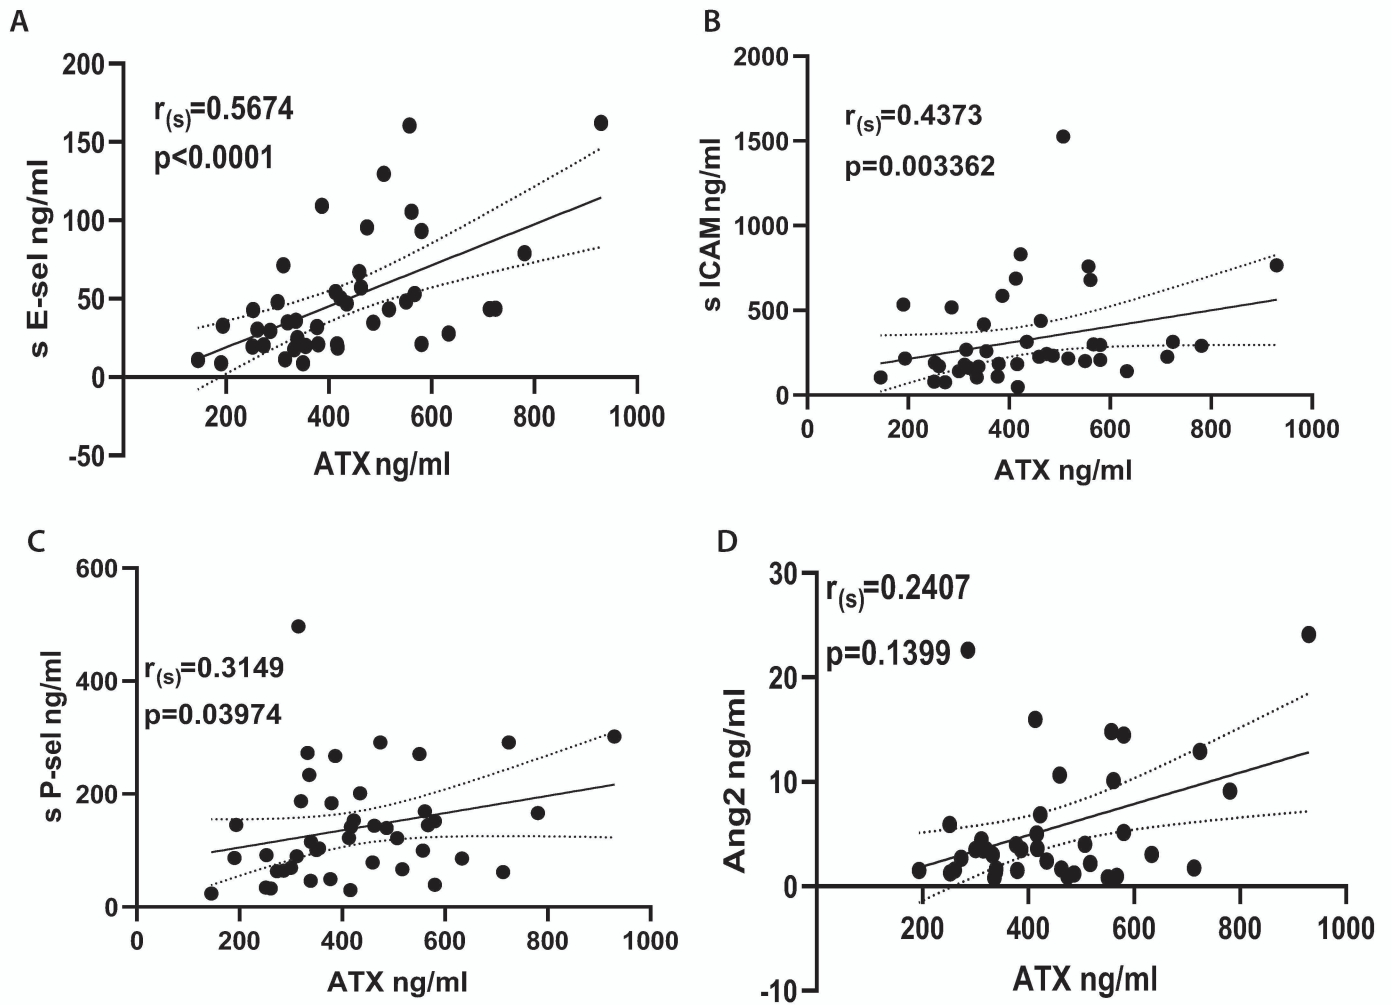 A
200
150
100
50
0
-50
s E-sel ng/ml
r(s)=0.5674
p<0.0001
200 400 600 800 1000
ATX ng/ml
B
2000
1500
1000
500
0
s ICAM ng/ml
r(s)=0.4373
p=0.003362
0 200 400 600 800 1000
ATX ng/ml
C
600
400
200
0
s P-sel ng/ml
r(s)=0.3149
p=0.03974
0 200 400 600 800 1000
ATX ng/ml
D
30
20
10
0
-10
Ang2 ng/ml
r(s)=0.2407
p=0.1399
200 400 600 800 1000
ATX ng/ml